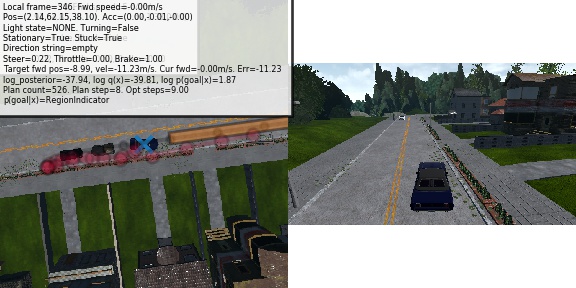 Local frame=346: Fwd speed=-0.00m/s
Pos=(2.14,62.15,38.10). Acc=(0.00,-0.01,-0.00)
Light state=NONE. Turning=False
Stationary=True. Stuck=True
Direction string=empty
Steer=0.22, Throttle=0.00, Brake=1.00
Target fwd pos=-8.99, vel=-11.23m/s. Cur fwd=-0.00m/s. Err=-11.23
log_posterior=-37.94, log q(x)=-39.81, log p(goal|x)=1.87
Plan count=526. Plan step=8. Opt steps=9.00
p(goal|x)=RegionIndicator